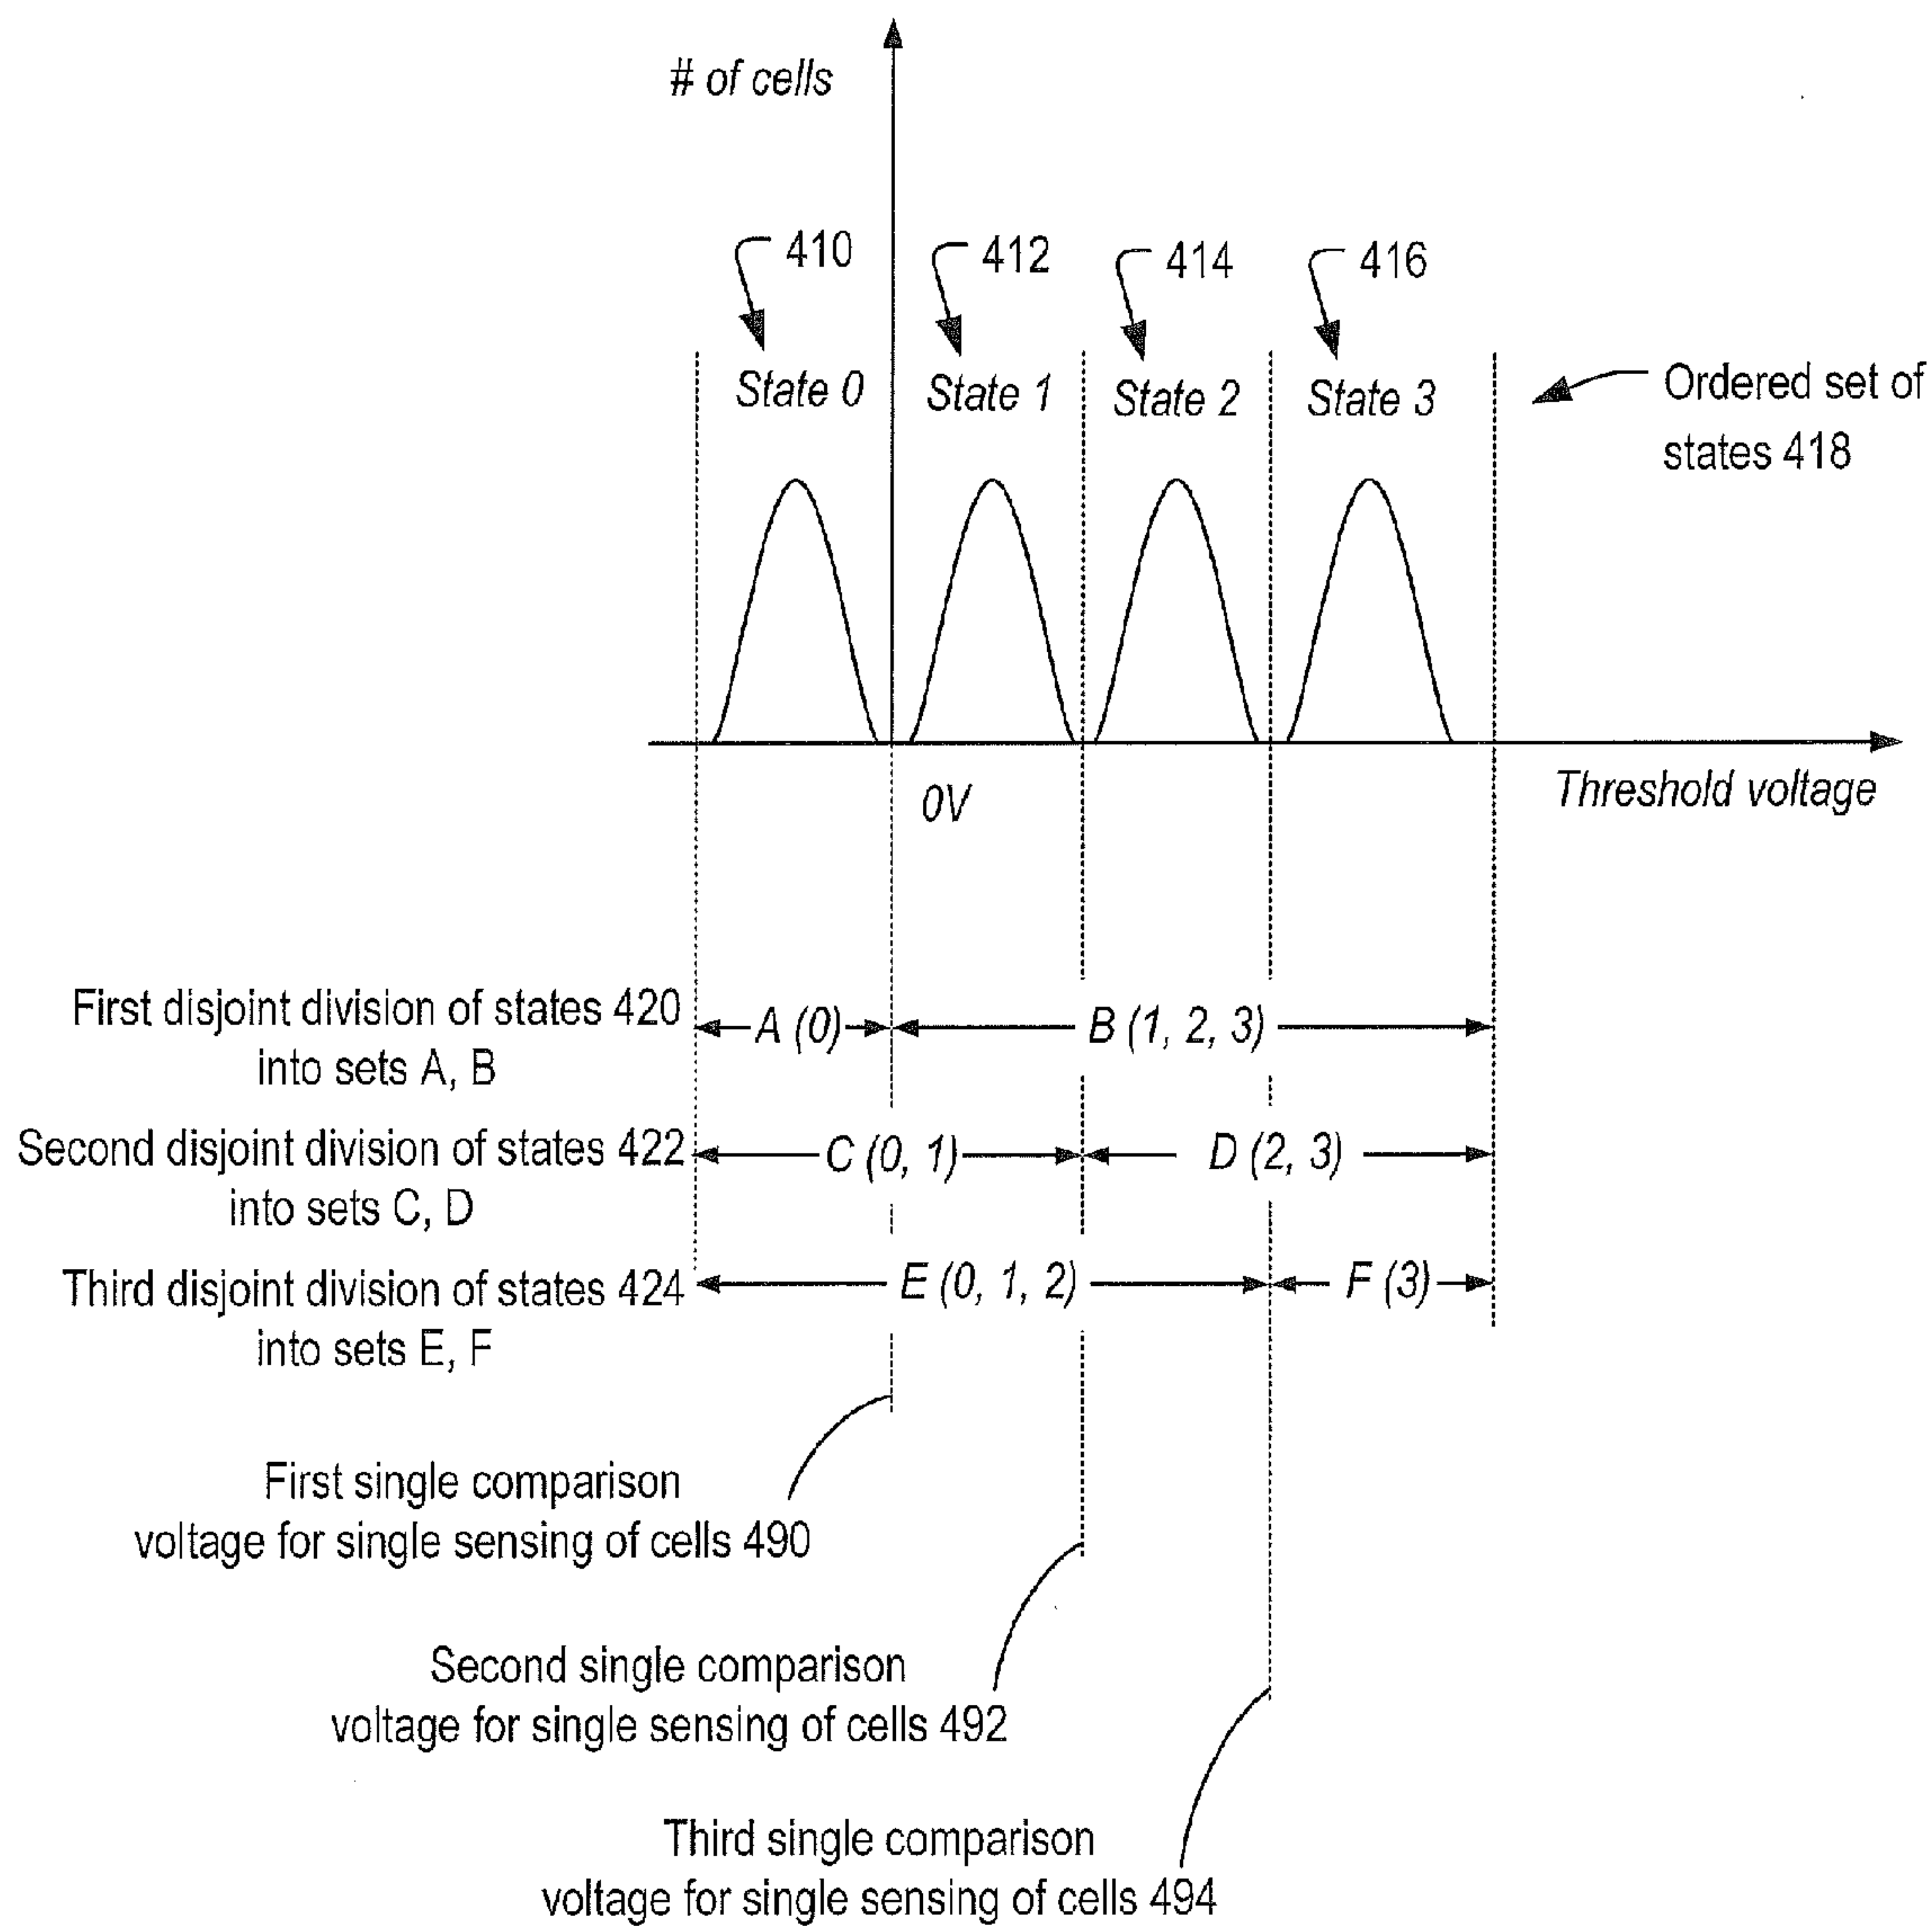 # of cells
410
412
414
416
State 0
State 1
State 2
State 3
Ordered set of
states 418
0V
Threshold voltage
First disjoint division of states 420
into sets A, B
A (0)
B (1, 2, 3)
Second disjoint division of states 422
into sets C, D
C (0, 1)
D (2, 3)
Third disjoint division of states 424
into sets E, F
E (0, 1, 2)
F (3)
First single comparison
voltage for single sensing of cells 490
Second single comparison
voltage for single sensing of cells 492
Third single comparison
voltage for single sensing of cells 494